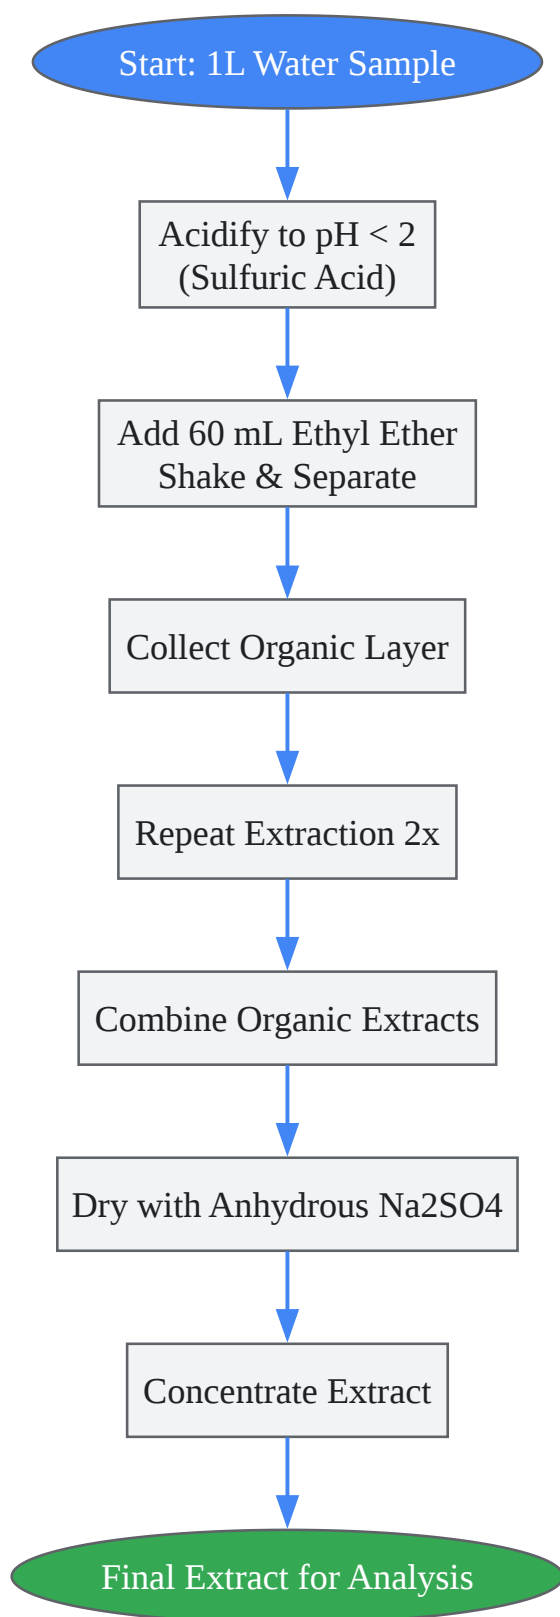 Start: 1L Water Sample
Acidify to pH < 2
(Sulfuric Acid)
Add 60 mL Ethyl Ether
Shake & Separate
Collect Organic Layer
Repeat Extraction 2x
Combine Organic Extracts
Dry with Anhydrous Na2SO4
Concentrate Extract
Final Extract for Analysis